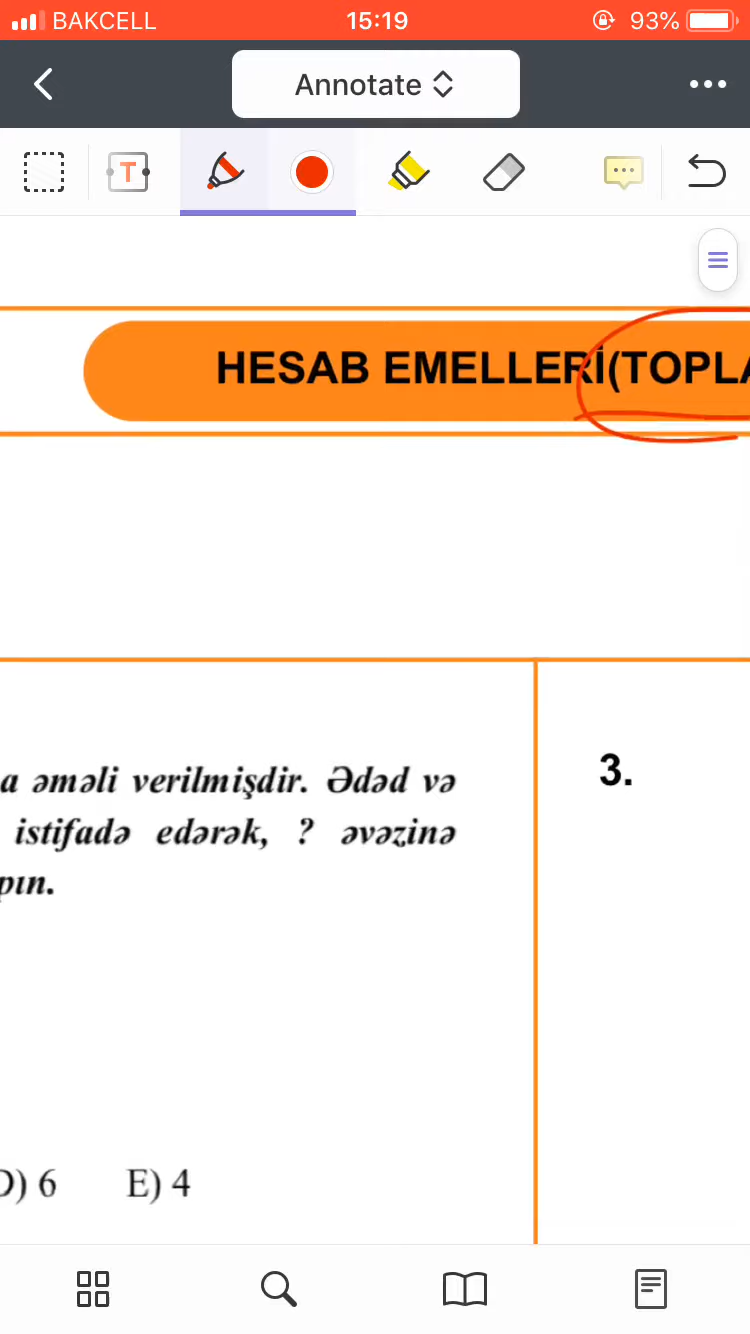 BAKCELL 15:19 93%
Annotate
T
HESAB EMELLERİ(TOPLA
a əməli verilmişdir. Ədəd və
istifadə edərək, ? əvəzinə
pın.
3.
D) 6 E) 4